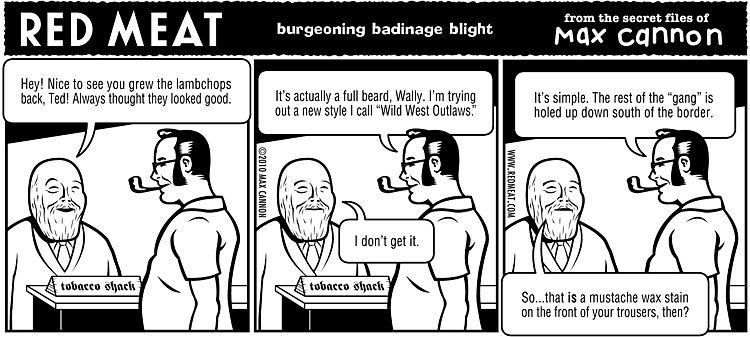 RED MEAT
burgeoning badinage blight
from the secret files of
Max cannon
Hey! Nice to see you grew the lambchops
back, Ted! Always thought they looked good.
tobacco shack
©2010 MAX CANNON
It's actually a full beard, Wally. I'm trying
out a new style I call “Wild West Outlaws.”
I don't get it.
tobacco shack
WWW.REDMEAT.COM
It's simple. The rest of the “gang” is
holed up down south of the border.
So...that is a mustache wax stain
on the front of your trousers, then?